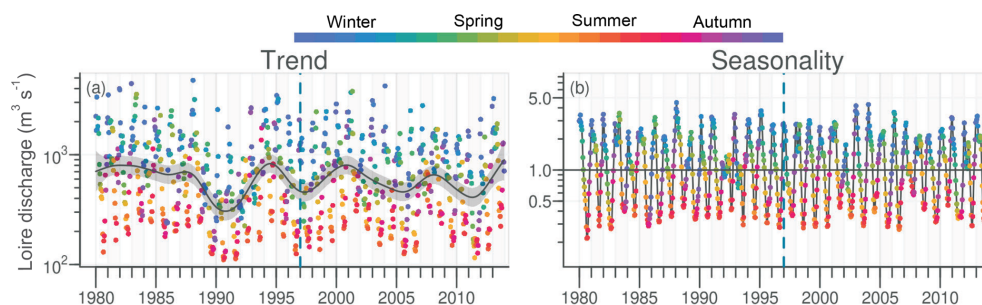 Winter Spring Summer Autumn
Trend Seasonality
Loire discharge (m³ s⁻¹)
(a)
10³
10²
1980 1985 1990 1995 2000 2005 2010
(b)
5.0
1.0
0.5
1980 1985 1990 1995 2000 2005 2010